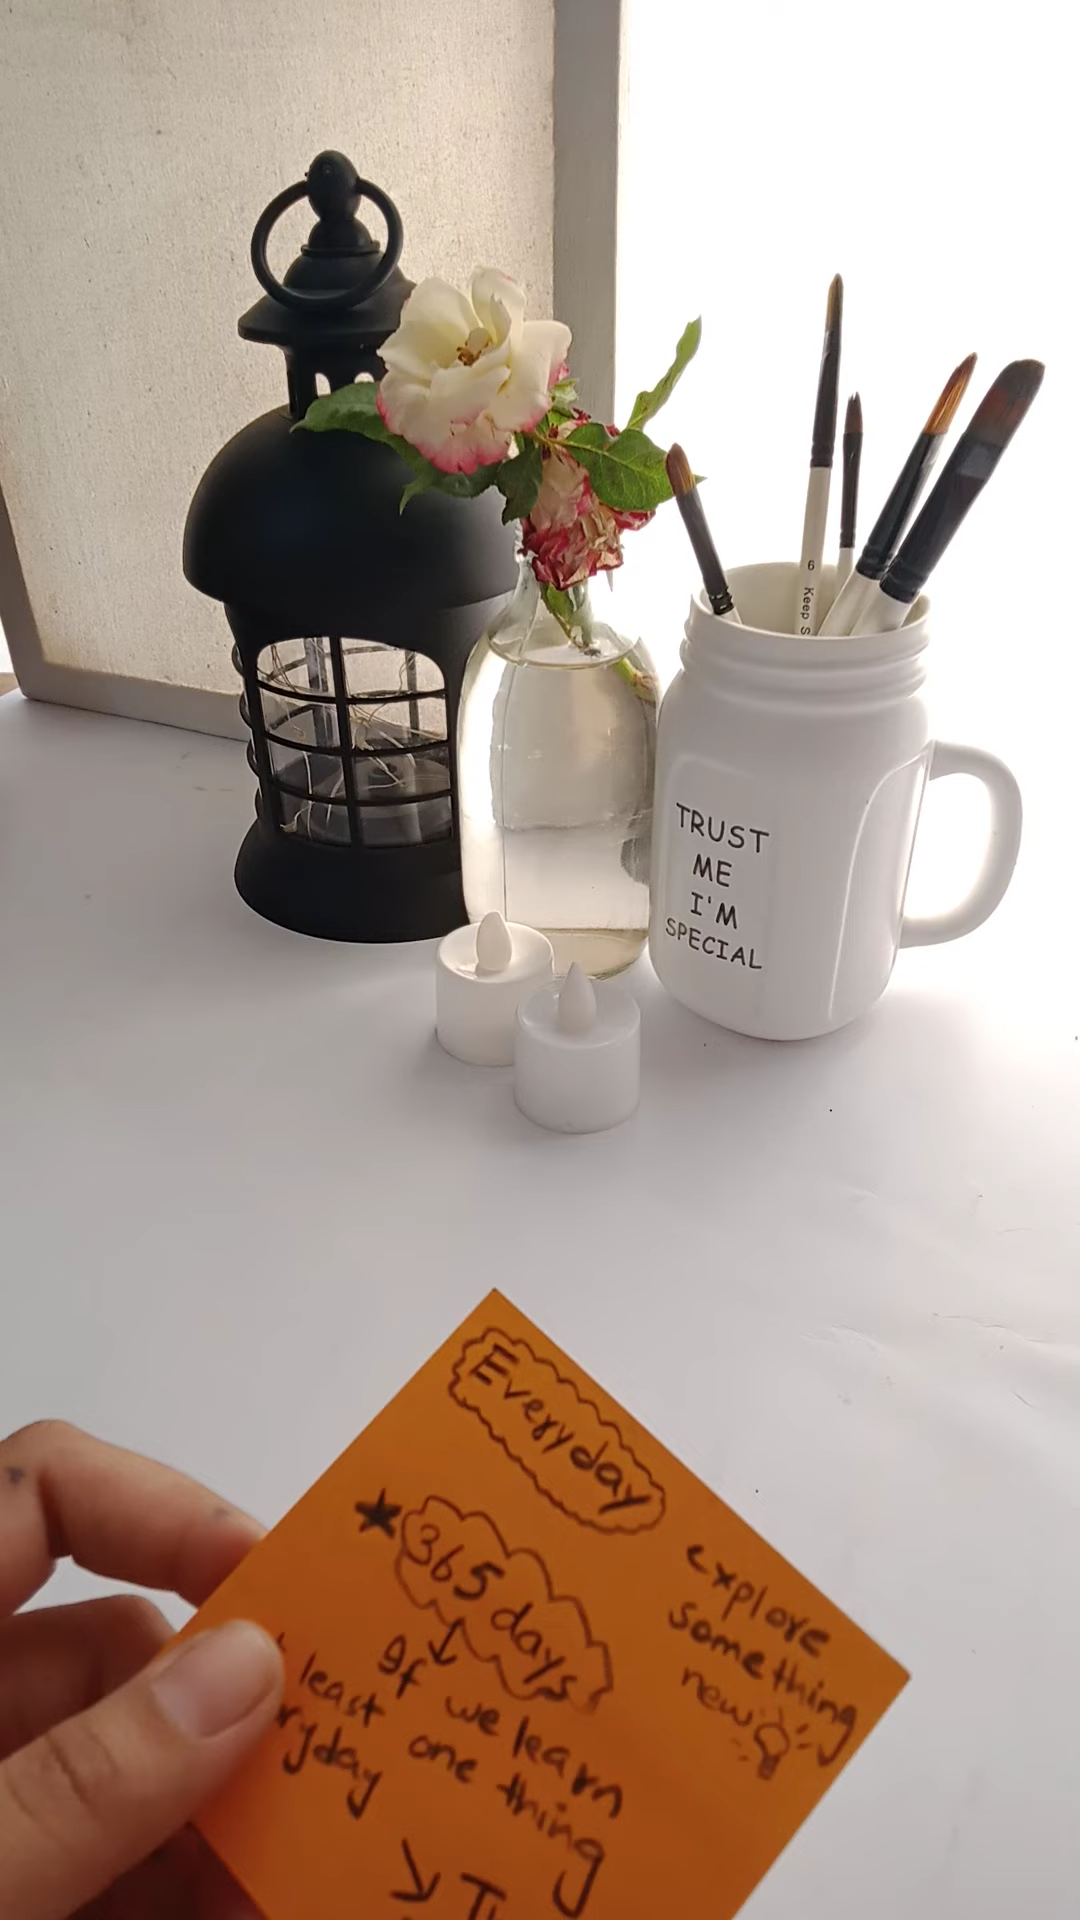 6 Keep S
TRUST
ME
I'M
SPECIAL
Everyday
explore
something
new
365 days
If we learn
least one thing
ryday